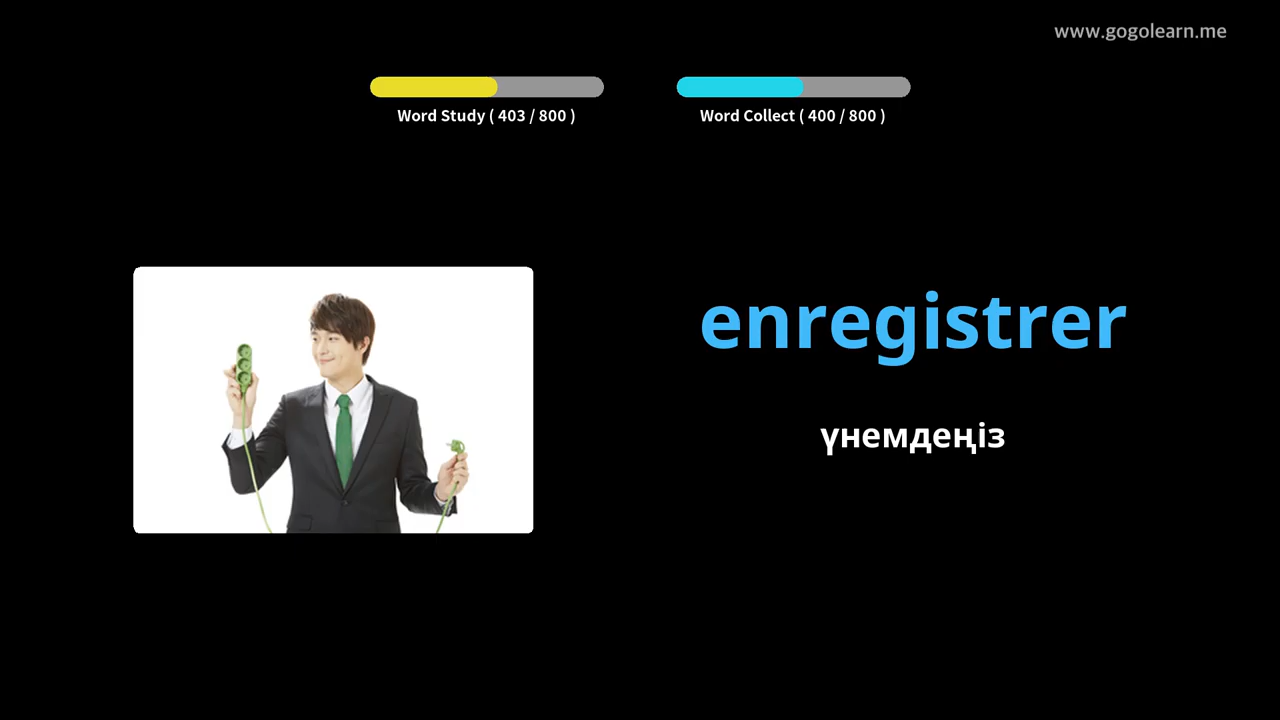 www.gogolearn.me
Word Study ( 403 / 800 )
Word Collect ( 400 / 800 )
enregistrer
үнемдеңіз